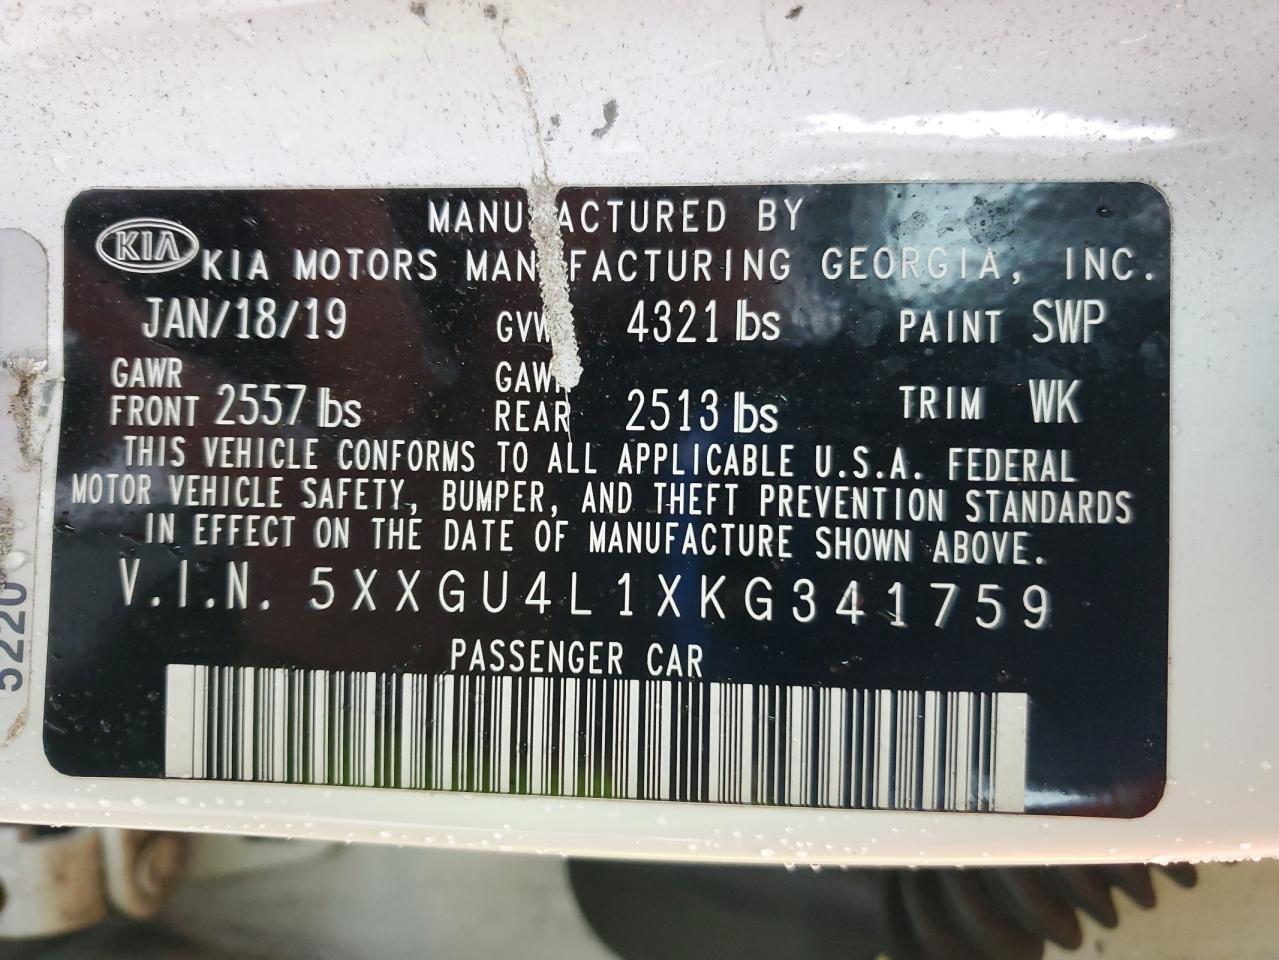 MANUFACTURED BY
KIA KIA MOTORS MANUFACTURING GEORGIA, INC.
JAN/18/19 GVWR 4321 lbs PAINT SWP
GAWR FRONT 2557 lbs GAWR REAR 2513 lbs TRIM WK
THIS VEHICLE CONFORMS TO ALL APPLICABLE U.S.A. FEDERAL
MOTOR VEHICLE SAFETY, BUMPER, AND THEFT PREVENTION STANDARDS
IN EFFECT ON THE DATE OF MANUFACTURE SHOWN ABOVE.
V.I.N. 5XXGU4L1XKG341759
PASSENGER CAR
5220